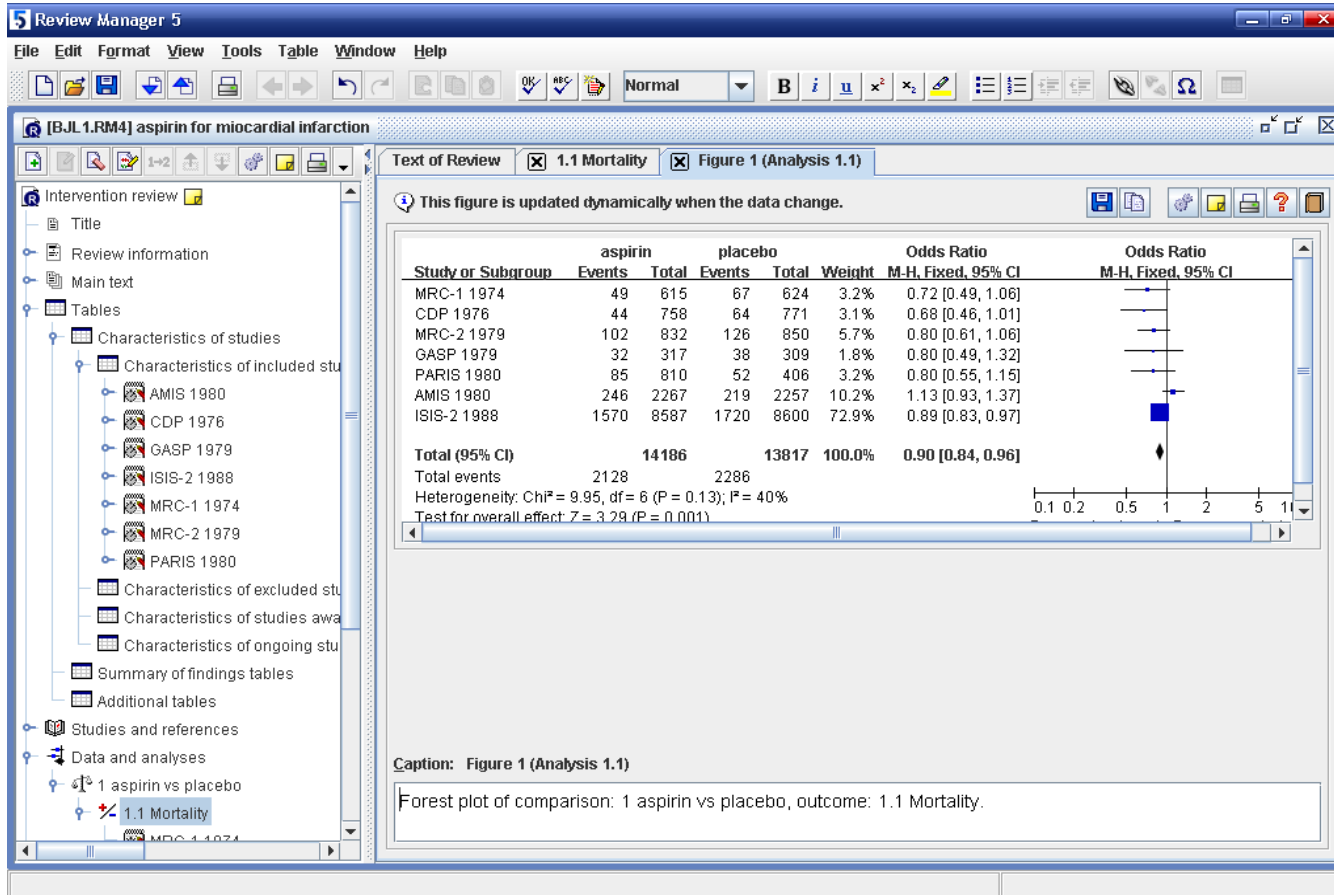 Review Manager 5
File Edit Format View Tools Table Window Help
Normal
[BJL1.RM4] aspirin for miocardial infarction
Intervention review
Title
Review information
Main text
Tables
Characteristics of studies
Characteristics of included stu
AMIS 1980
CDP 1976
GASP 1979
ISIS-2 1988
MRC-1 1974
MRC-2 1979
PARIS 1980
Characteristics of excluded stu
Characteristics of studies awa
Characteristics of ongoing stu
Summary of findings tables
Additional tables
Studies and references
Data and analyses
1 aspirin vs placebo
1.1 Mortality
MRC-1 1974
Text of Review 1.1 Mortality Figure 1 (Analysis 1.1)
This figure is updated dynamically when the data change.
aspirin placebo Odds Ratio Odds Ratio
Study or Subgroup Events Total Events Total Weight M-H, Fixed, 95% CI M-H, Fixed, 95% CI
MRC-1 1974 49 615 67 624 3.2% 0.72 [0.49, 1.06]
CDP 1976 44 758 64 771 3.1% 0.68 [0.46, 1.01]
MRC-2 1979 102 832 126 850 5.7% 0.80 [0.61, 1.06]
GASP 1979 32 317 38 309 1.8% 0.80 [0.49, 1.32]
PARIS 1980 85 810 52 406 3.2% 0.80 [0.55, 1.15]
AMIS 1980 246 2267 219 2257 10.2% 1.13 [0.93, 1.37]
ISIS-2 1988 1570 8587 1720 8600 72.9% 0.89 [0.83, 0.97]
Total (95% CI) 14186 13817 100.0% 0.90 [0.84, 0.96]
Total events 2128 2286
Heterogeneity: Chi² = 9.95, df = 6 (P = 0.13); I² = 40%
Test for overall effect: Z = 3.29 (P = 0.001)
0.1 0.2 0.5 1 2 5 1
Caption: Figure 1 (Analysis 1.1)
Forest plot of comparison: 1 aspirin vs placebo, outcome: 1.1 Mortality.